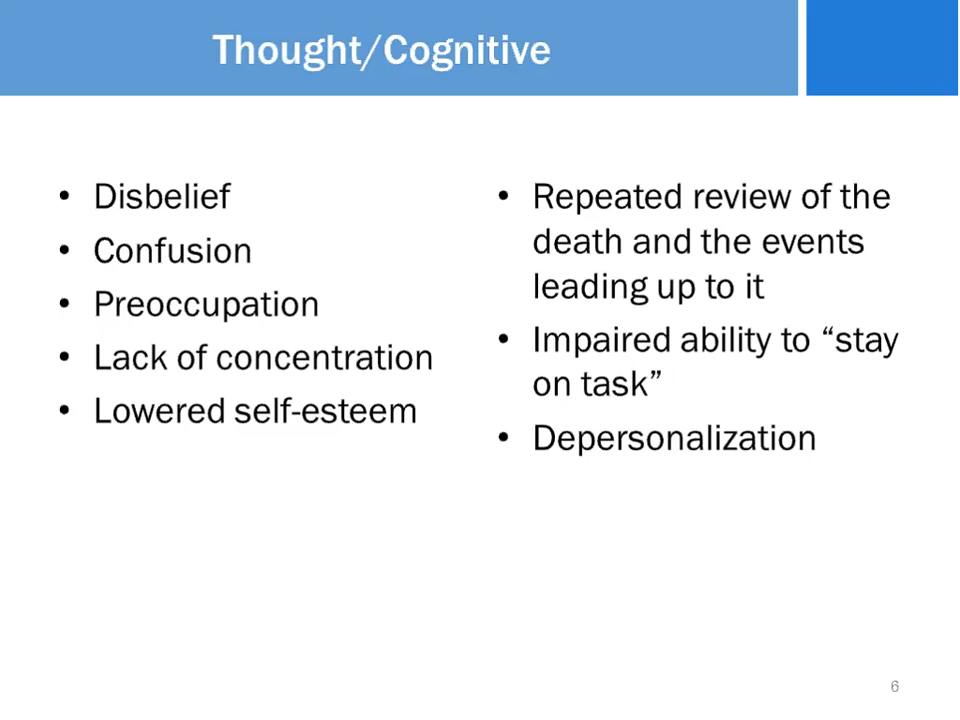 Thought/Cognitive
• Disbelief
• Confusion
• Preoccupation
• Lack of concentration
• Lowered self-esteem
• Repeated review of the
death and the events
leading up to it
• Impaired ability to “stay
on task”
• Depersonalization
6